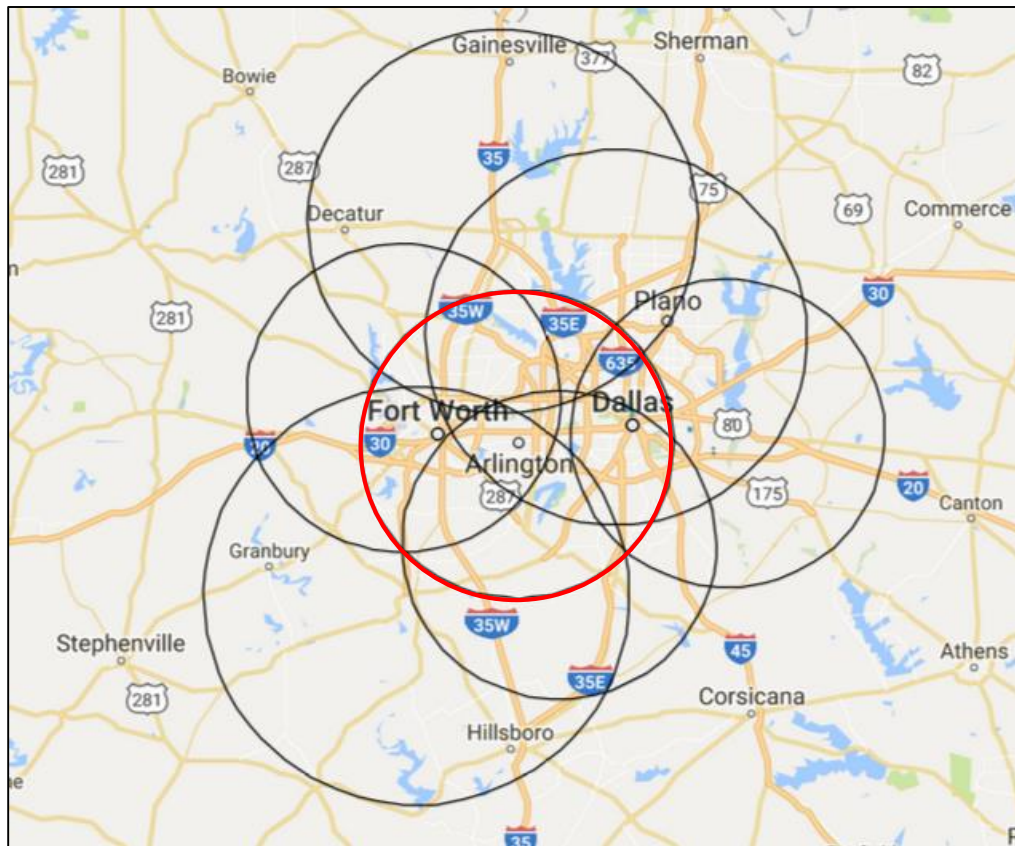 Gainesville
377
Sherman
82
Bowie
35
281
287
75
Decatur
69
Commerce
n
281
35W
35E
Plano
30
635
Fort Worth
Dallas
80
20
30
Arlington
287
175
20
Canton
Granbury
35W
Stephenville
45
Athens
281
35E
Corsicana
Hillsboro
ne
35